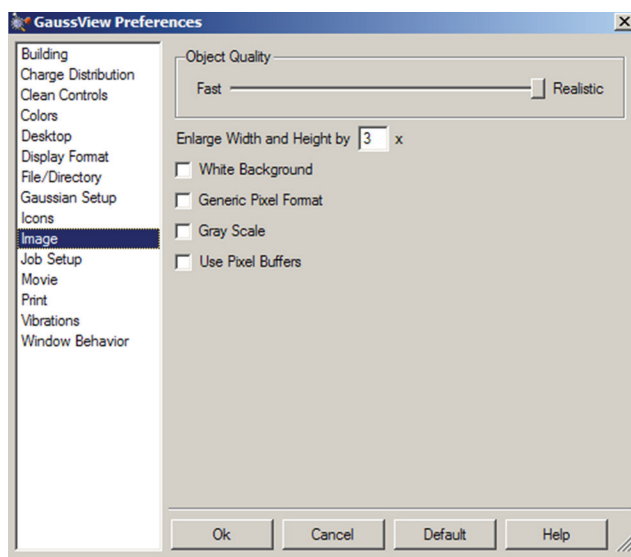 GaussView Preferences
Building
Charge Distribution
Clean Controls
Colors
Desktop
Display Format
File/Directory
Gaussian Setup
Icons
Image
Job Setup
Movie
Print
Vibrations
Window Behavior
Object Quality
Fast Realistic
Enlarge Width and Height by 3 x
White Background
Generic Pixel Format
Gray Scale
Use Pixel Buffers
Ok Cancel Default Help